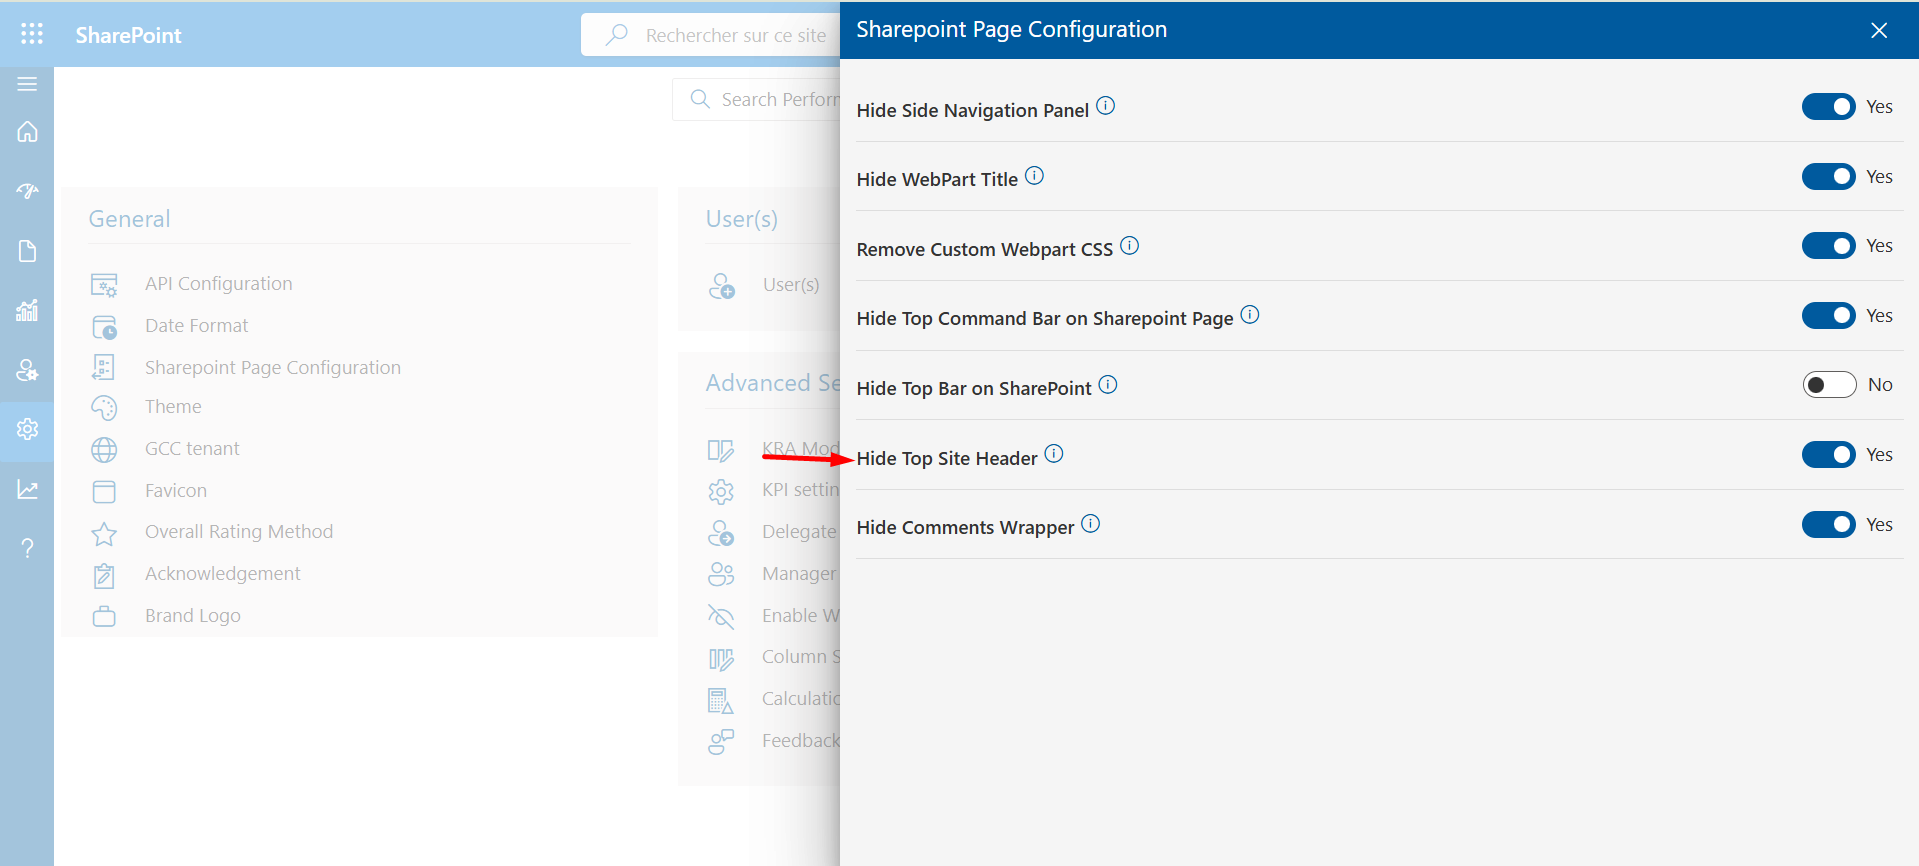 SharePoint
Rechercher sur ce site
Sharepoint Page Configuration
Search Perform
General
API Configuration
Date Format
Sharepoint Page Configuration
Theme
GCC tenant
Favicon
Overall Rating Method
Acknowledgement
Brand Logo
User(s)
User(s)
Advanced Se
KRA Mod
KPI settin
Delegate
Manager
Enable W
Column S
Calculatio
Feedback
Hide Side Navigation Panel Yes
Hide WebPart Title Yes
Remove Custom Webpart CSS Yes
Hide Top Command Bar on Sharepoint Page Yes
Hide Top Bar on SharePoint No
Hide Top Site Header Yes
Hide Comments Wrapper Yes